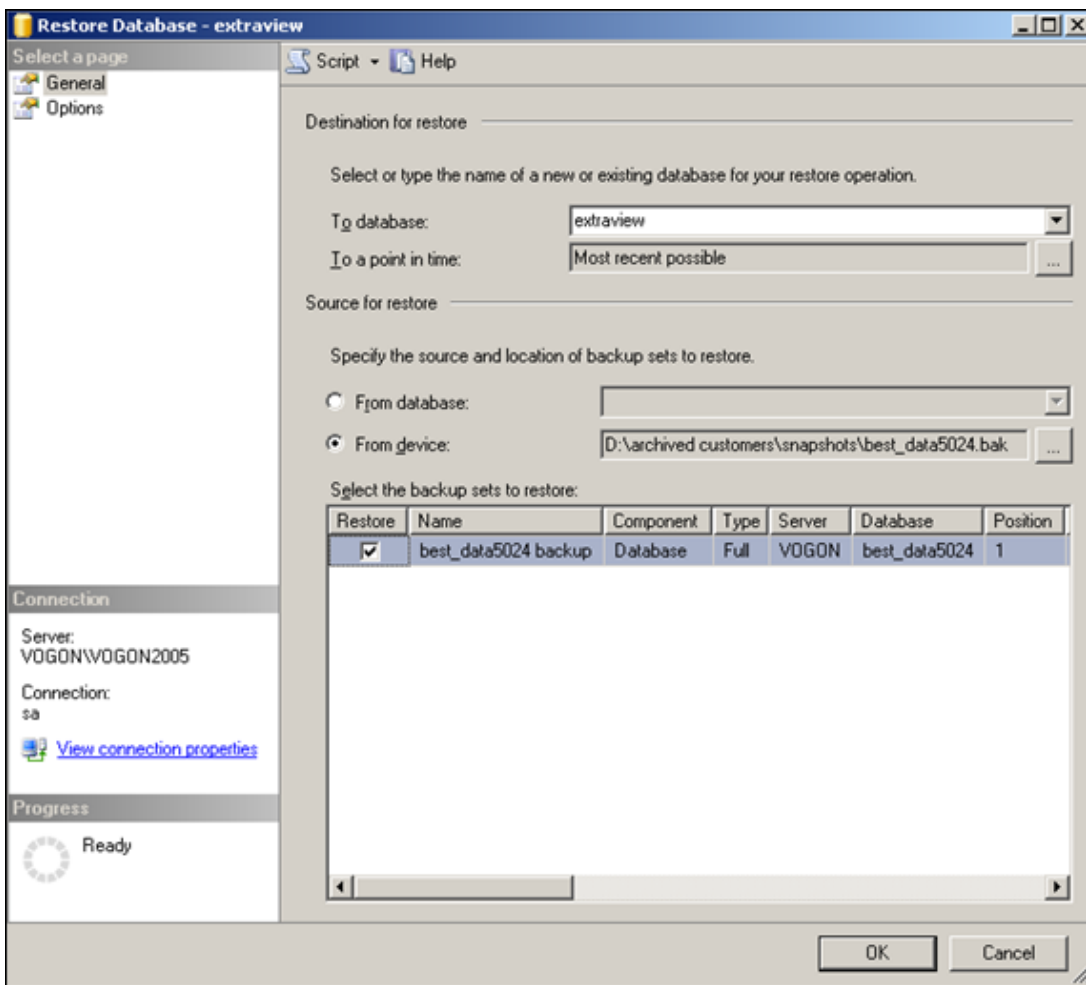 Restore Database - extraview
Select a page
General
Options
Script
Help
Destination for restore
Select or type the name of a new or existing database for your restore operation.
To database:
extraview
To a point in time:
Most recent possible
...
Source for restore
Specify the source and location of backup sets to restore.
From database:
From device:
D:\archived customers\snapshots\best_data5024.bak
...
Select the backup sets to restore:
Restore Name Component Type Server Database Position
best_data5024 backup Database Full VOGON best_data5024 1
Connection
Server:
VOGON\VOGON2005
Connection:
sa
View connection properties
Progress
Ready
OK
Cancel